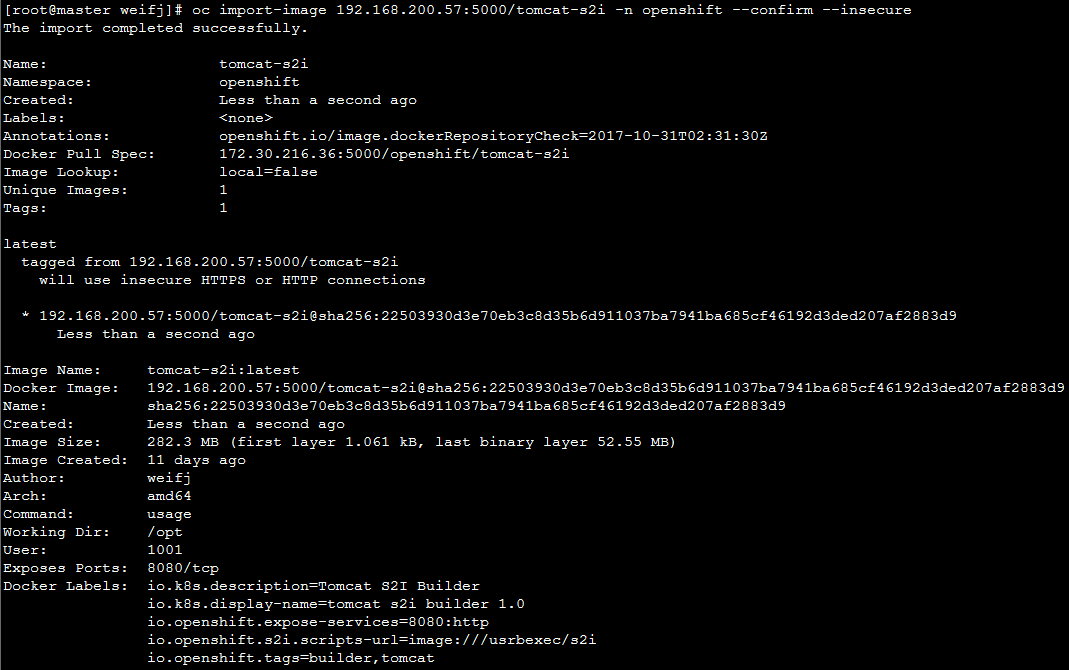 [root@master weifj]# oc import-image 192.168.200.57:5000/tomcat-s2i -n openshift --confirm --insecure
The import completed successfully.
Name: tomcat-s2i
Namespace: openshift
Created: Less than a second ago
Labels: <none>
Annotations: openshift.io/image.dockerRepositoryCheck=2017-10-31T02:31:30Z
Docker Pull Spec: 172.30.216.36:5000/openshift/tomcat-s2i
Image Lookup: local=false
Unique Images: 1
Tags: 1
latest
tagged from 192.168.200.57:5000/tomcat-s2i
will use insecure HTTPS or HTTP connections
* 192.168.200.57:5000/tomcat-s2i@sha256:22503930d3e70eb3c8d35b6d911037ba7941ba685cf46192d3ded207af2883d9
Less than a second ago
Image Name: tomcat-s2i:latest
Docker Image: 192.168.200.57:5000/tomcat-s2i@sha256:22503930d3e70eb3c8d35b6d911037ba7941ba685cf46192d3ded207af2883d9
Name: sha256:22503930d3e70eb3c8d35b6d911037ba7941ba685cf46192d3ded207af2883d9
Created: Less than a second ago
Image Size: 282.3 MB (first layer 1.061 kB, last binary layer 52.55 MB)
Image Created: 11 days ago
Author: weifj
Arch: amd64
Command: usage
Working Dir: /opt
User: 1001
Exposes Ports: 8080/tcp
Docker Labels: io.k8s.description=Tomcat S2I Builder
io.k8s.display-name=tomcat s2i builder 1.0
io.openshift.expose-services=8080:http
io.openshift.s2i.scripts-url=image:///usrbexec/s2i
io.openshift.tags=builder,tomcat